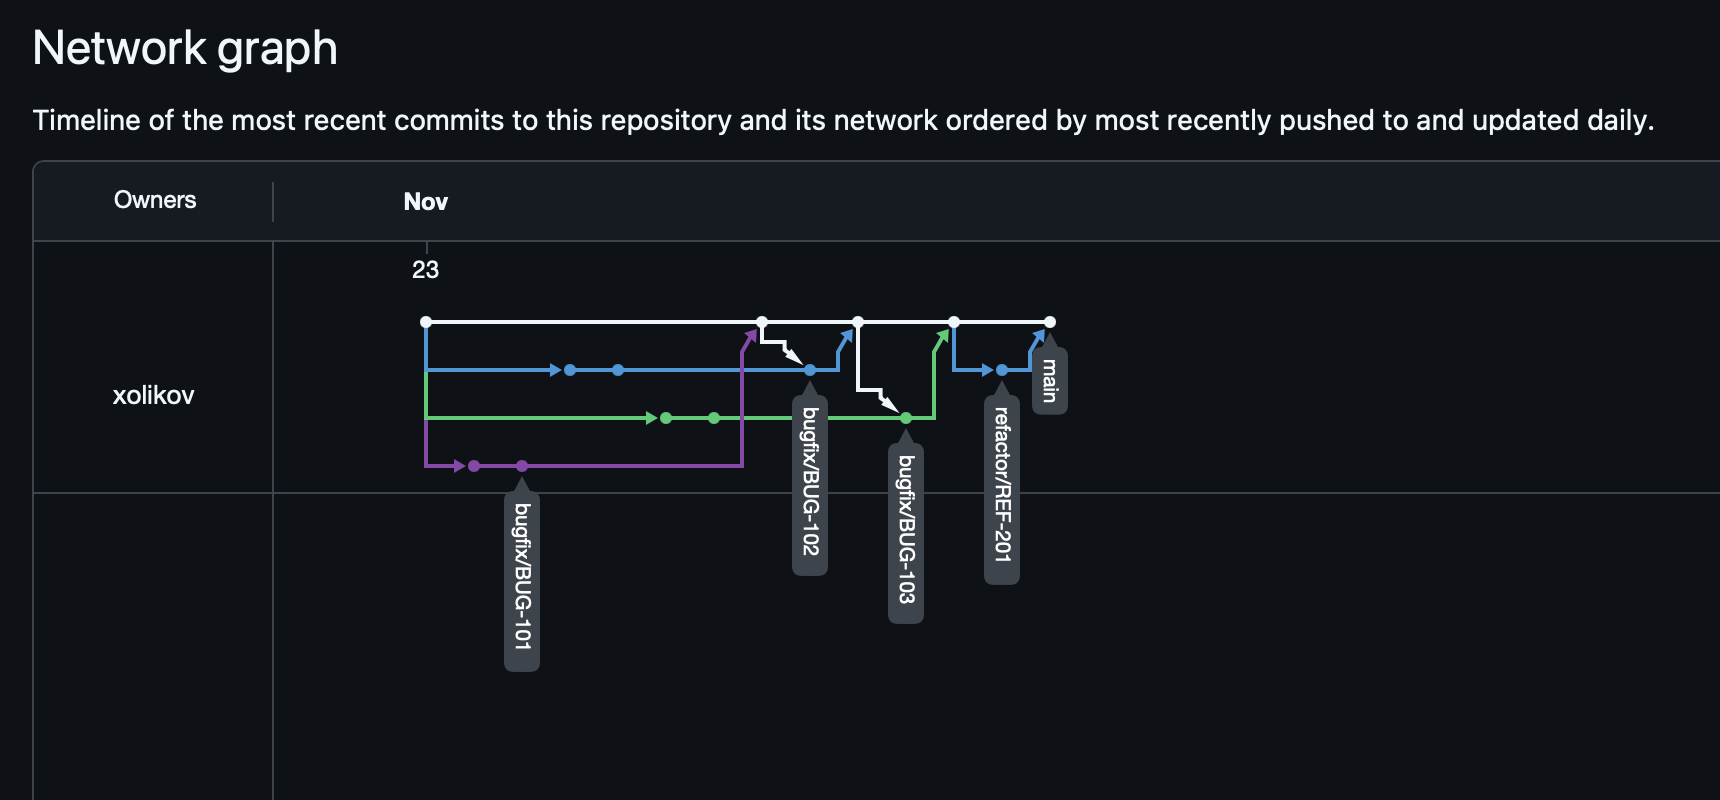 Network graph
Timeline of the most recent commits to this repository and its network ordered by most recently pushed to and updated daily.
Owners
Nov
23
xolikov
main
bugfix/BUG-102
refactor/REF-201
bugfix/BUG-103
bugfix/BUG-101